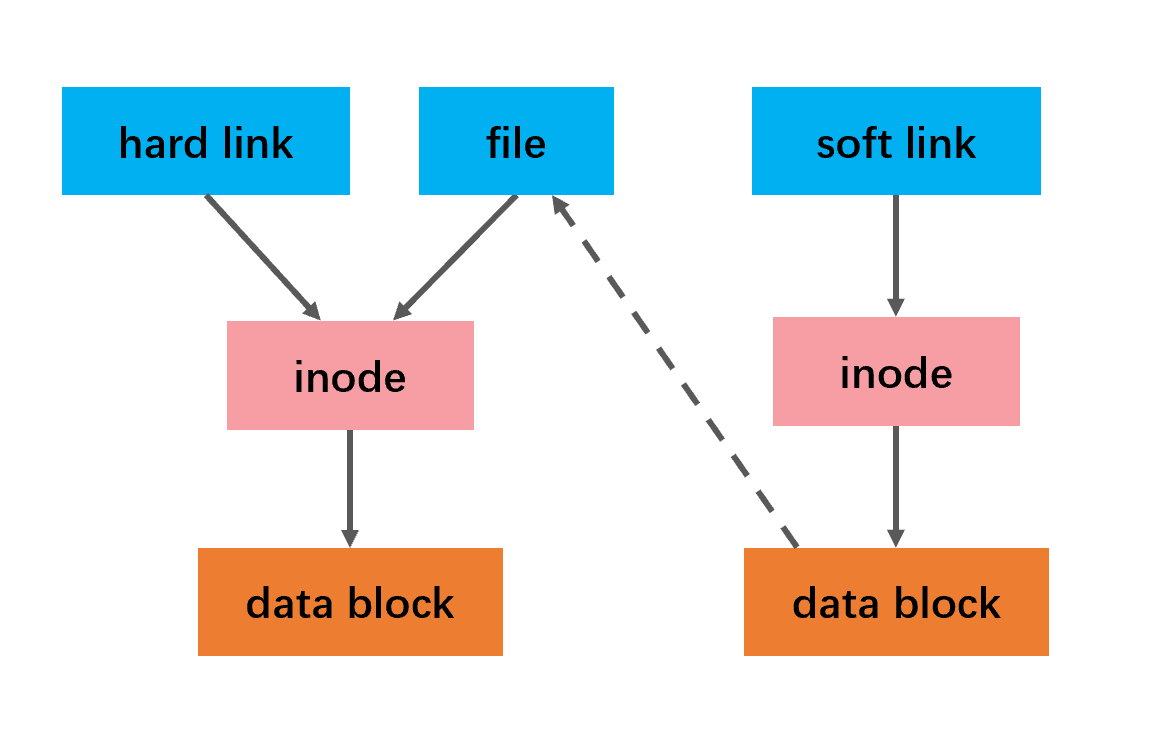 hard link
file
soft link
inode
inode
data block
data block